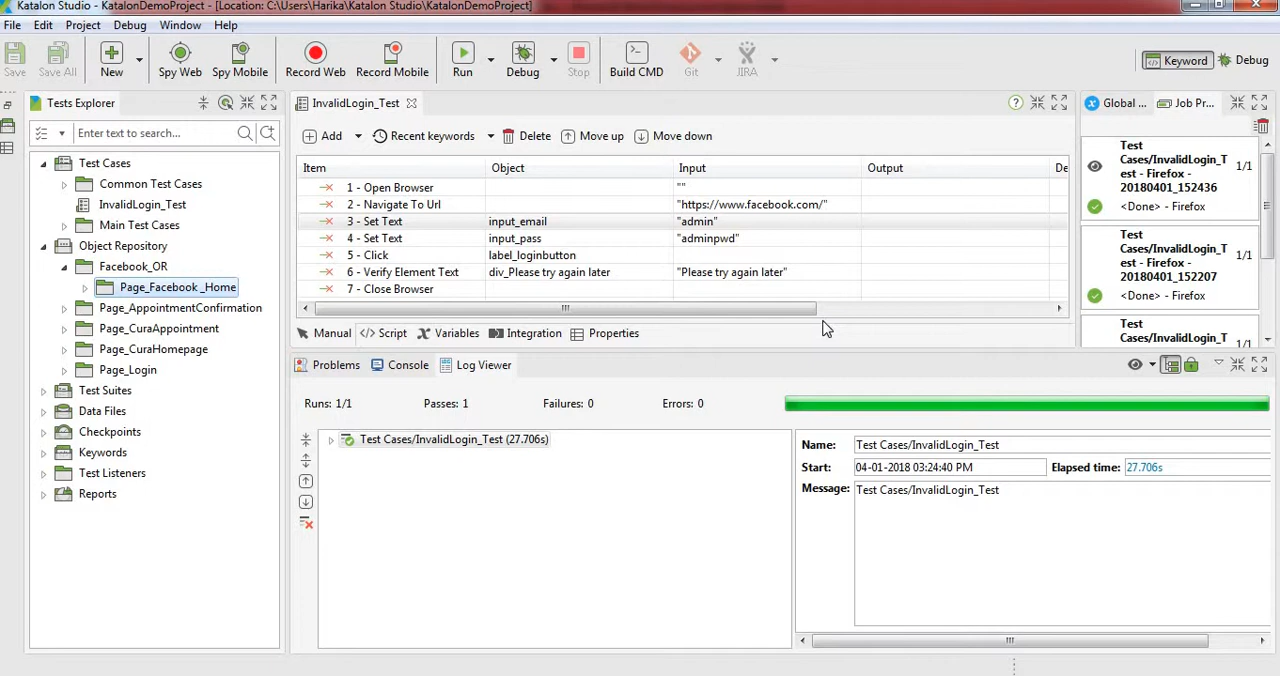 Katalon Studio - KatalonDemoProject - [Location: C:\Users\Harika\Katalon Studio\KatalonDemoProject]
File Edit Project Debug Window Help
Save Save All New Spy Web Spy Mobile Record Web Record Mobile Run Debug Stop Build CMD Git JIRA Keyword Debug
Tests Explorer
Enter text to search...
Test Cases
Common Test Cases
InvalidLogin_Test
Main Test Cases
Object Repository
Facebook_OR
Page_Facebook _Home
Page_AppointmentConfirmation
Page_CuraAppointment
Page_CuraHomepage
Page_Login
Test Suites
Data Files
Checkpoints
Keywords
Test Listeners
Reports
InvalidLogin_Test
Add Recent keywords Delete Move up Move down
Item Object Input Output De
1 - Open Browser ""
2 - Navigate To Url "https://www.facebook.com/"
3 - Set Text input_email "admin"
4 - Set Text input_pass "adminpwd"
5 - Click label_loginbutton
6 - Verify Element Text div_Please try again later "Please try again later"
7 - Close Browser
Manual Script Variables Integration Properties
Global ... Job Pr...
Test
Cases/InvalidLogin_T
est - Firefox -
20180401_152436
1/1
<Done> - Firefox
Test
Cases/InvalidLogin_T
est - Firefox -
20180401_152207
1/1
<Done> - Firefox
Test
Cases/InvalidLogin_T
1/1
Problems Console Log Viewer
Runs: 1/1 Passes: 1 Failures: 0 Errors: 0
Test Cases/InvalidLogin_Test (27.706s)
Name: Test Cases/InvalidLogin_Test
Start: 04-01-2018 03:24:40 PM Elapsed time: 27.706s
Message: Test Cases/InvalidLogin_Test